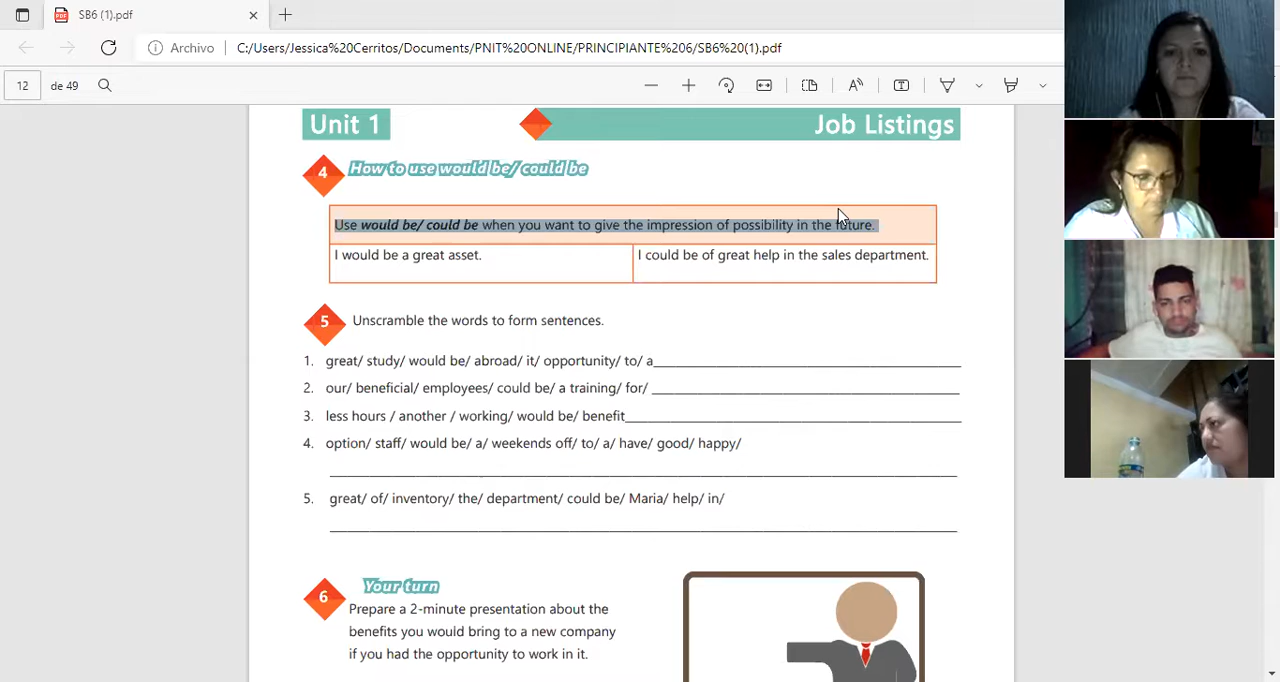 SB6 (1).pdf
Archivo
C:/Users/Jessica%20Cerritos/Documents/PNIT%20ONLINE/PRINCIPIANTE%206/SB6%20(1).pdf
12 de 49
Unit 1
Job Listings
4 How to use would be/ could be
Use would be/ could be when you want to give the impression of possibility in the future.
I would be a great asset.
I could be of great help in the sales department.
5 Unscramble the words to form sentences.
1. great/ study/ would be/ abroad/ it/ opportunity/ to/ a
2. our/ beneficial/ employees/ could be/ a training/ for/
3. less hours / another / working/ would be/ benefit
4. option/ staff/ would be/ a/ weekends off/ to/ a/ have/ good/ happy/
5. great/ of/ inventory/ the/ department/ could be/ Maria/ help/ in/
6 Your turn
Prepare a 2-minute presentation about the
benefits you would bring to a new company
if you had the opportunity to work in it.